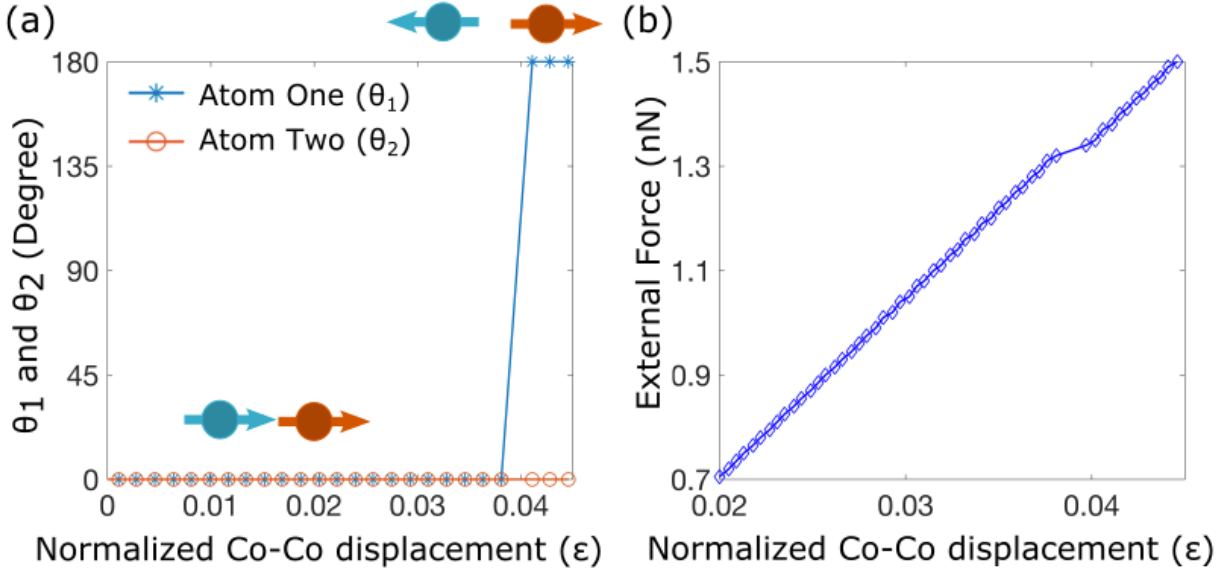 (a)
180
135
90
45
0
θ1 and θ2 (Degree)
Atom One (θ1)
Atom Two (θ2)
0
0.01
0.02
0.03
0.04
Normalized Co-Co displacement (ε)
(b)
1.5
1.3
1.1
0.9
0.7
External Force (nN)
0.02
0.03
0.04
Normalized Co-Co displacement (ε)